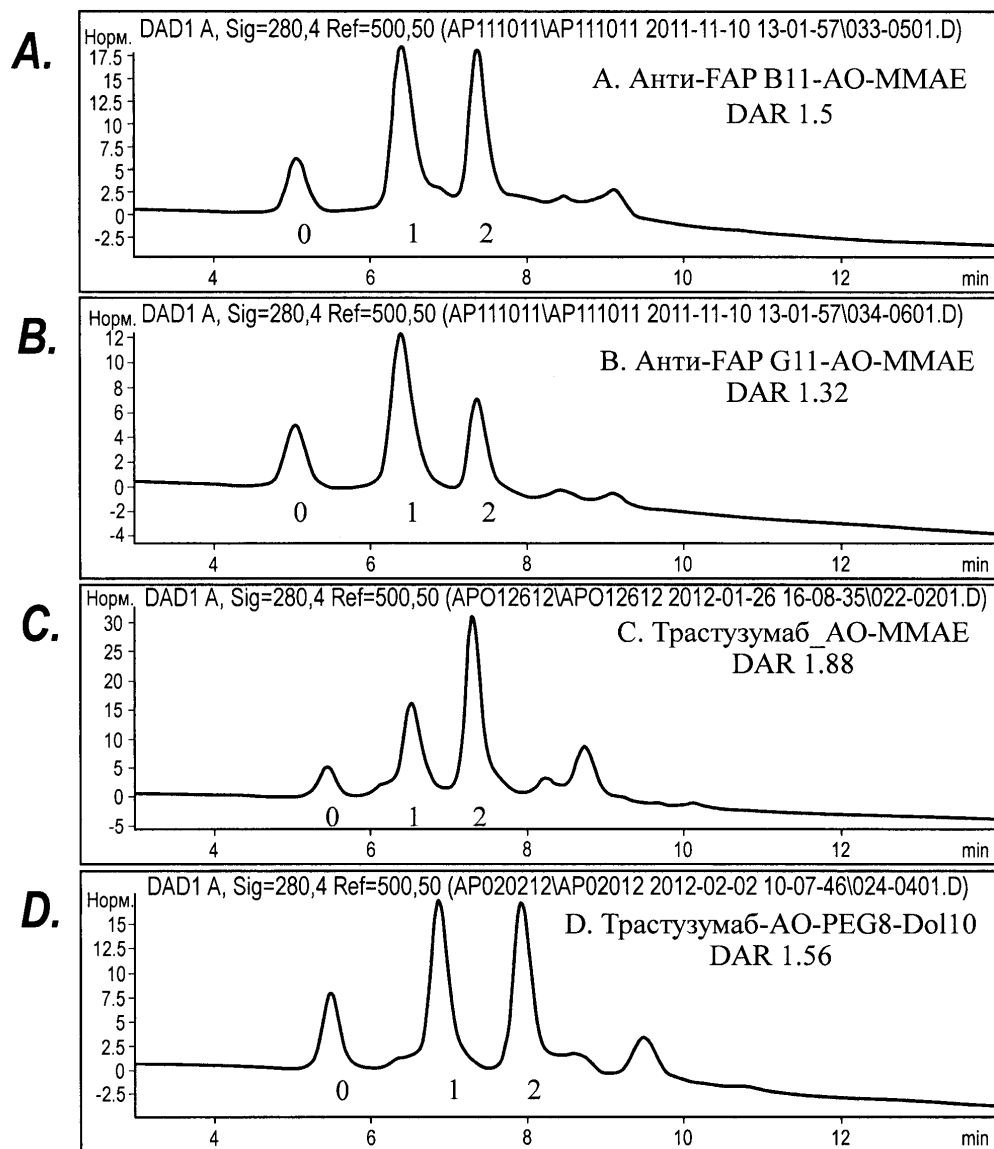 A.
Норм. DAD1 A, Sig=280,4 Ref=500,50 (AP111011\AP111011 2011-11-10 13-01-57\033-0501.D)
A. Анти-FAP B11-AO-MMAE
DAR 1.5
17.5
15
12.5
10
7.5
5
2.5
0
-2.5
0 1 2
4 6 8 10 12 min
B.
Норм. DAD1 A, Sig=280,4 Ref=500,50 (AP111011\AP111011 2011-11-10 13-01-57\034-0601.D)
B. Анти-FAP G11-AO-MMAE
DAR 1.32
12
10
8
6
4
2
0
-2
-4
0 1 2
4 6 8 10 12 min
C.
Норм. DAD1 A, Sig=280,4 Ref=500,50 (APO12612\APO12612 2012-01-26 16-08-35\022-0201.D)
C. Трастузумаб_AO-MMAE
DAR 1.88
30
25
20
15
10
5
0
-5
0 1 2
4 6 8 10 12 min
D.
Норм. DAD1 A, Sig=280,4 Ref=500,50 (AP020212\AP02012 2012-02-02 10-07-46\024-0401.D)
D. Трастузумаб-AO-PEG8-Dol10
DAR 1.56
15
12.5
10
7.5
5
2.5
0
-2.5
0 1 2
4 6 8 10 12 min